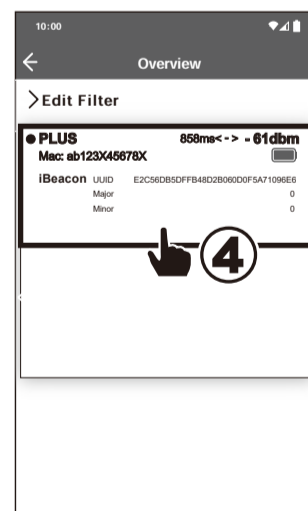 10:00
Overview
Edit Filter
PLUS 858ms<-> -61dbm
Mac: ab123X45678X
iBeacon UUID E2C56DB5DFFB48D2B060D0F5A71096E6
Major 0
Minor 0
4